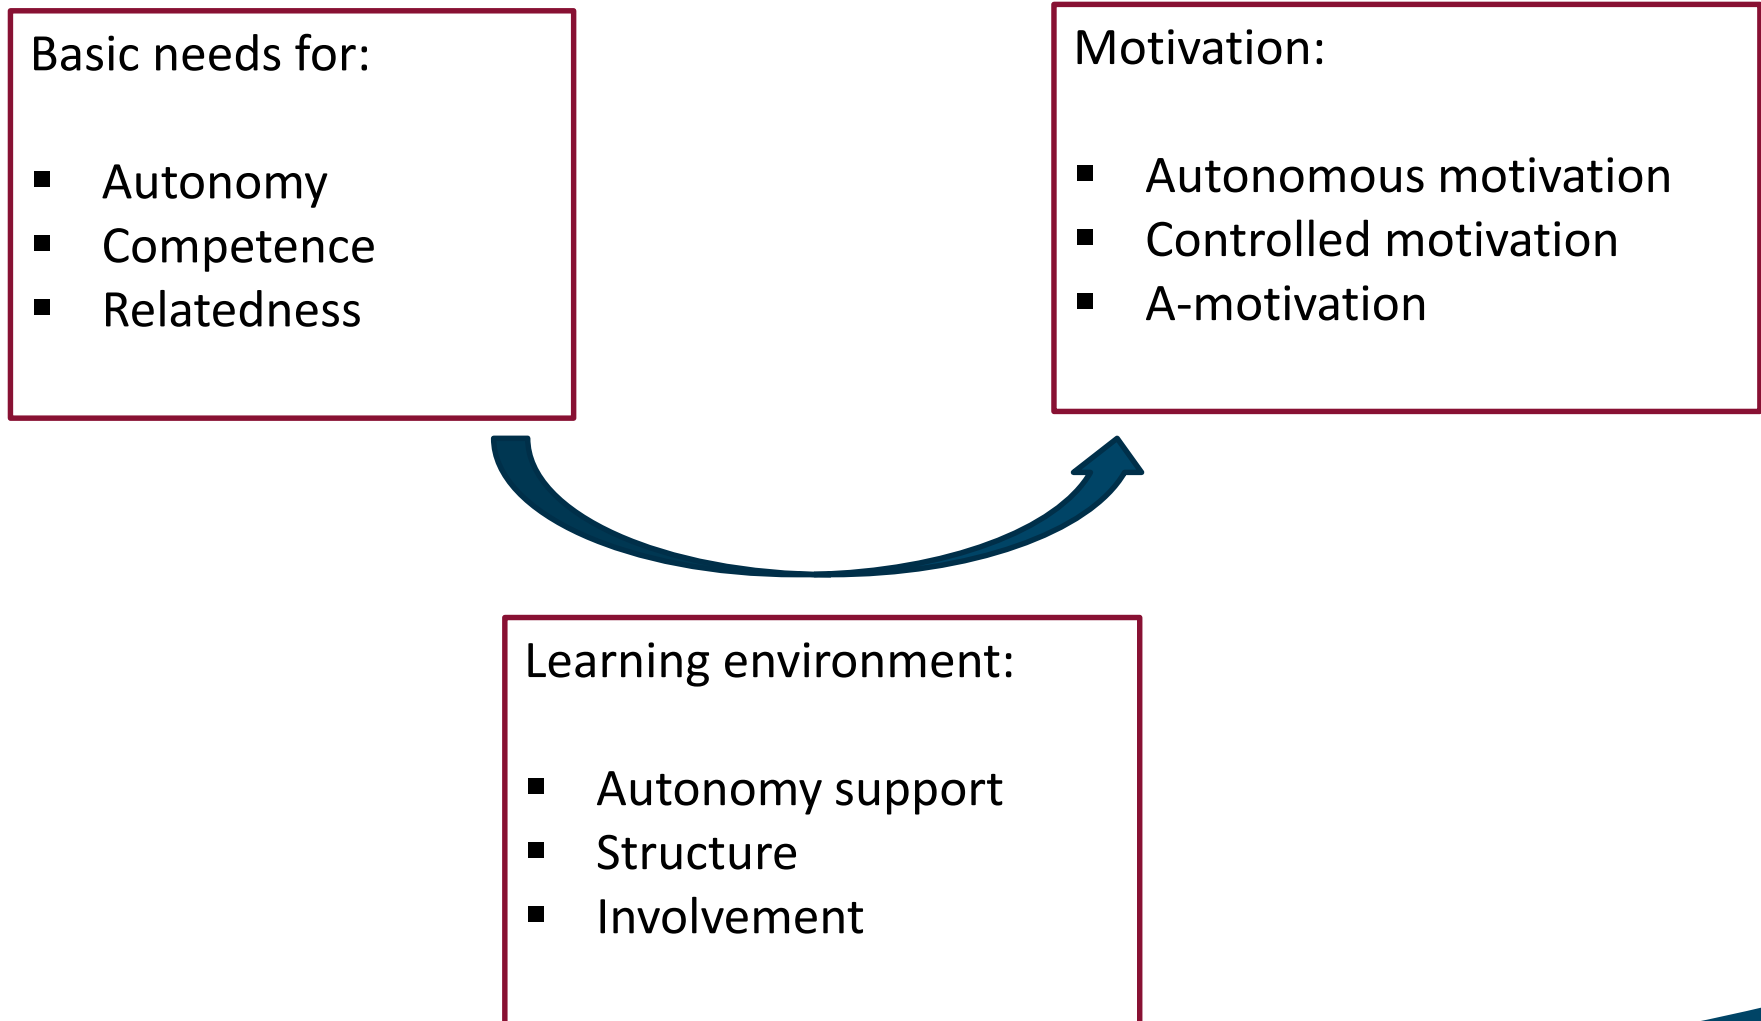 Basic needs for:
▪ Autonomy
▪ Competence
▪ Relatedness
Motivation:
▪ Autonomous motivation
▪ Controlled motivation
▪ A-motivation
Learning environment:
▪ Autonomy support
▪ Structure
▪ Involvement